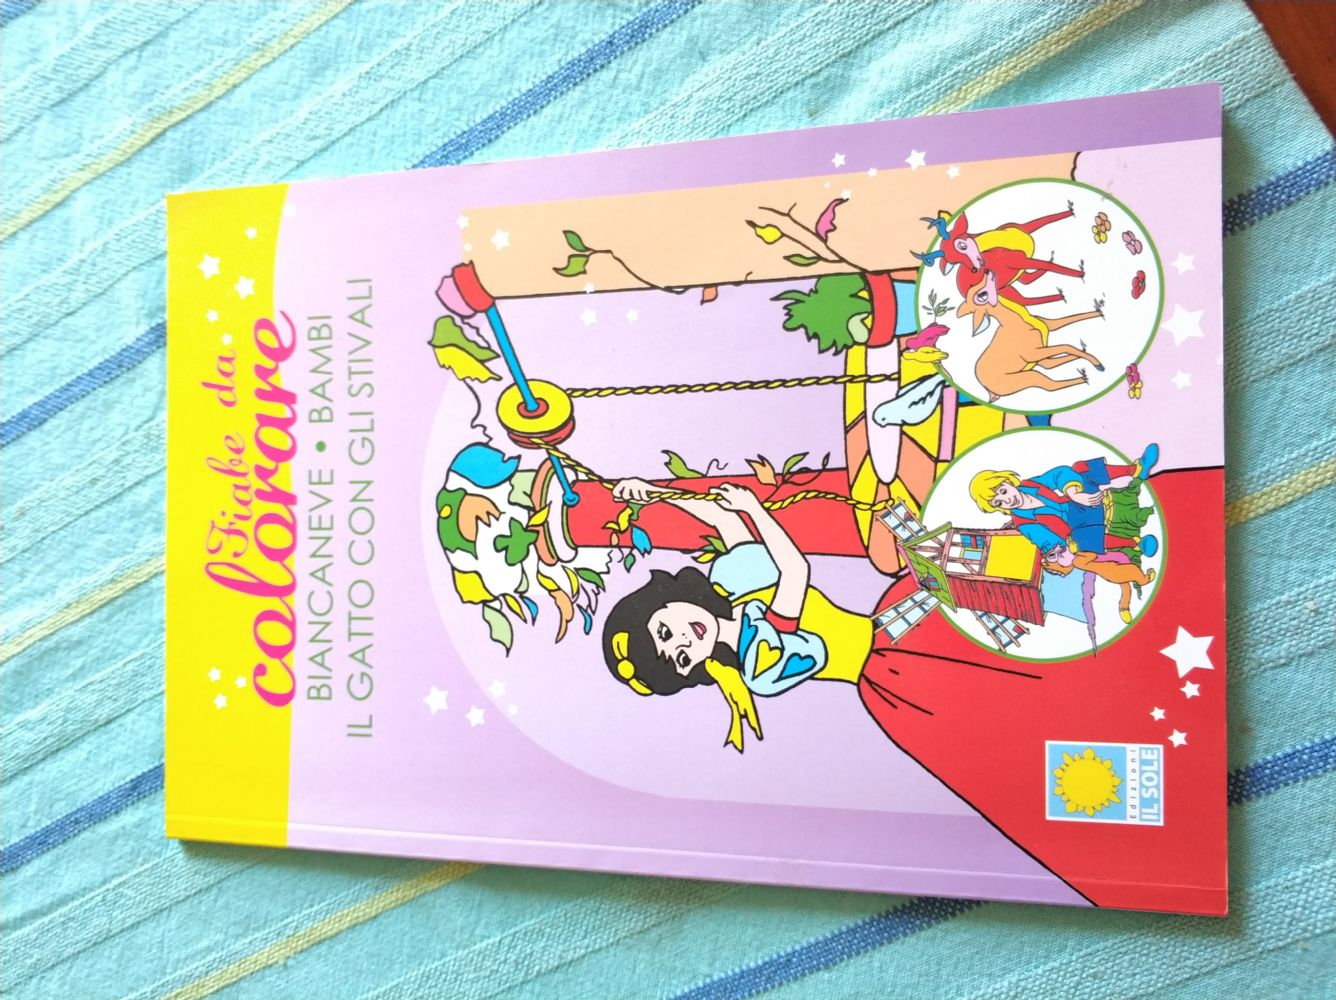 Fiabe da
colorare
BIANCANEVE • BAMBI
IL GATTO CON GLI STIVALI
Edizioni
IL SOLE